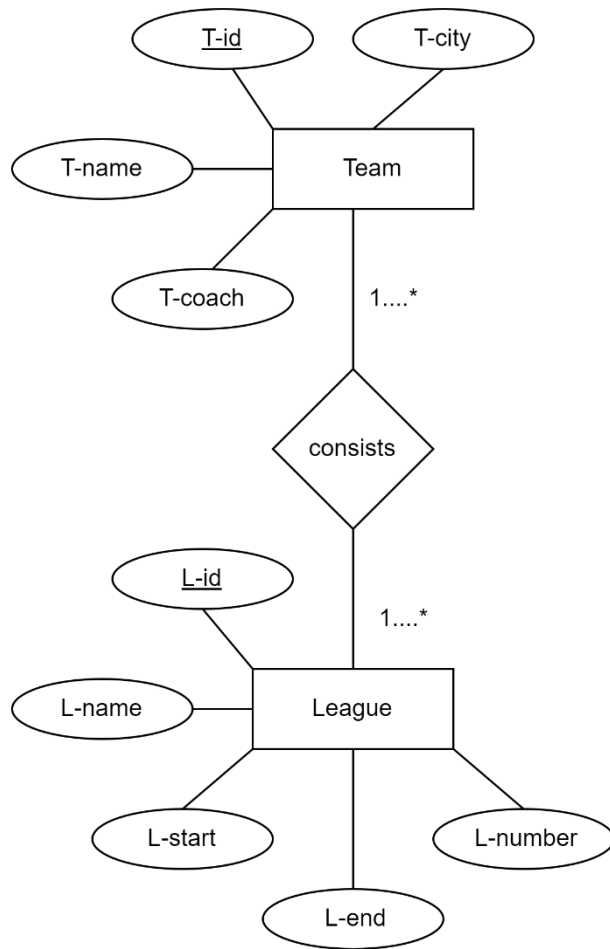 T-id
T-city
T-name
Team
T-coach
1....*
consists
L-id
1....*
L-name
League
L-start
L-number
L-end